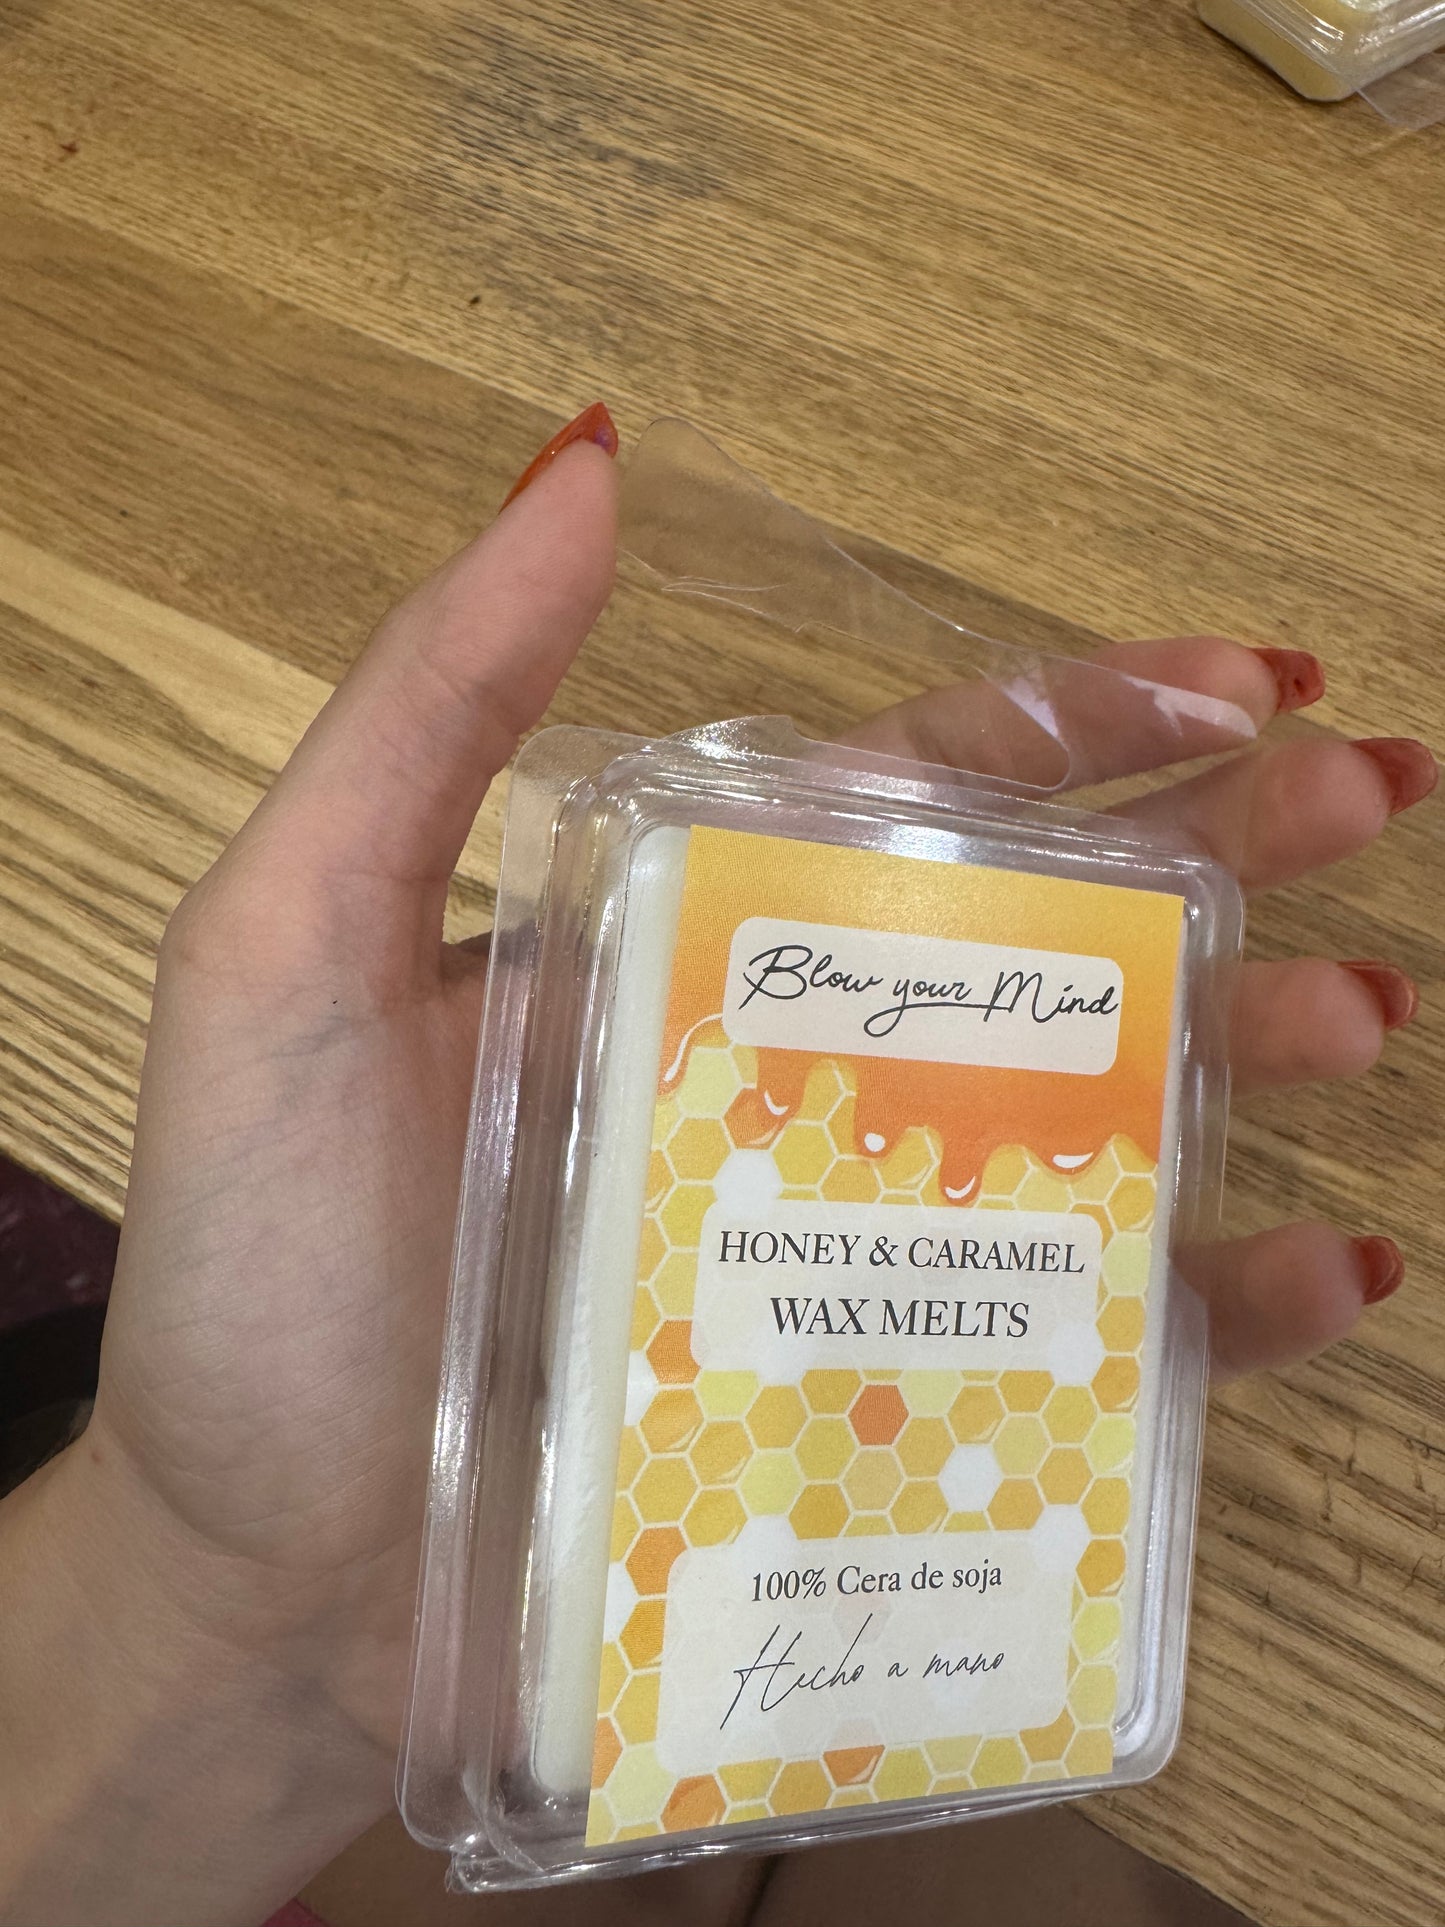 Blow your Mind
HONEY & CARAMEL
WAX MELTS
100% Cera de soja
Hecho a mano